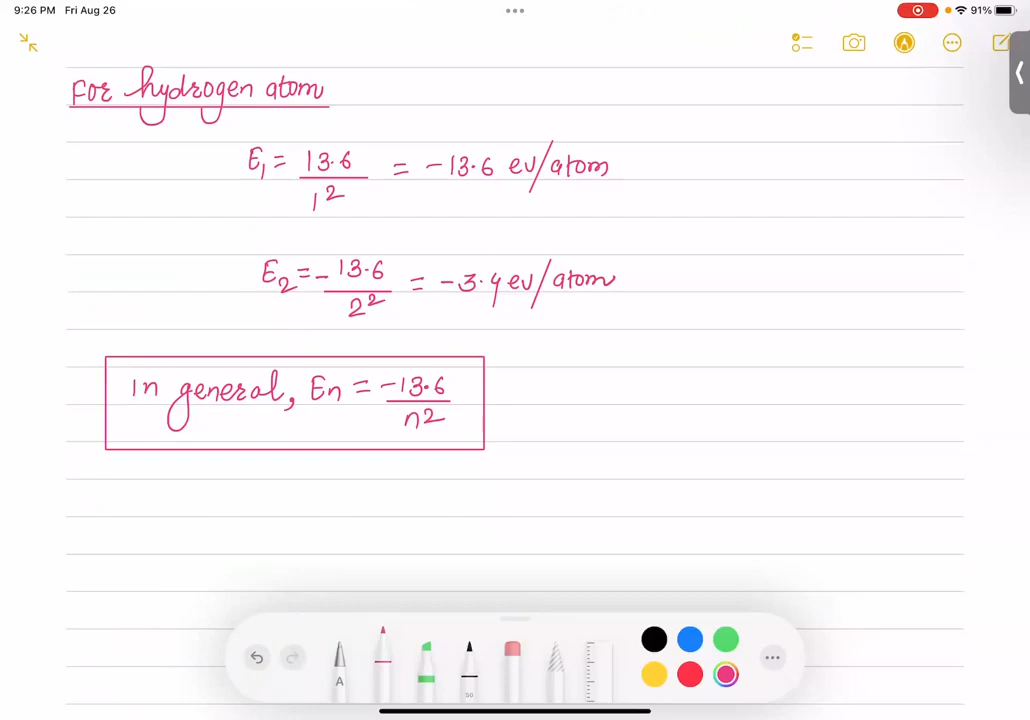 9:26 PM Fri Aug 26
91%
For hydrogen atom
E₁ = 13.6 / 1² = -13.6 ev/atom
E₂ = -13.6 / 2² = -3.4 ev/atom
In general, En = -13.6 / n2
A
50